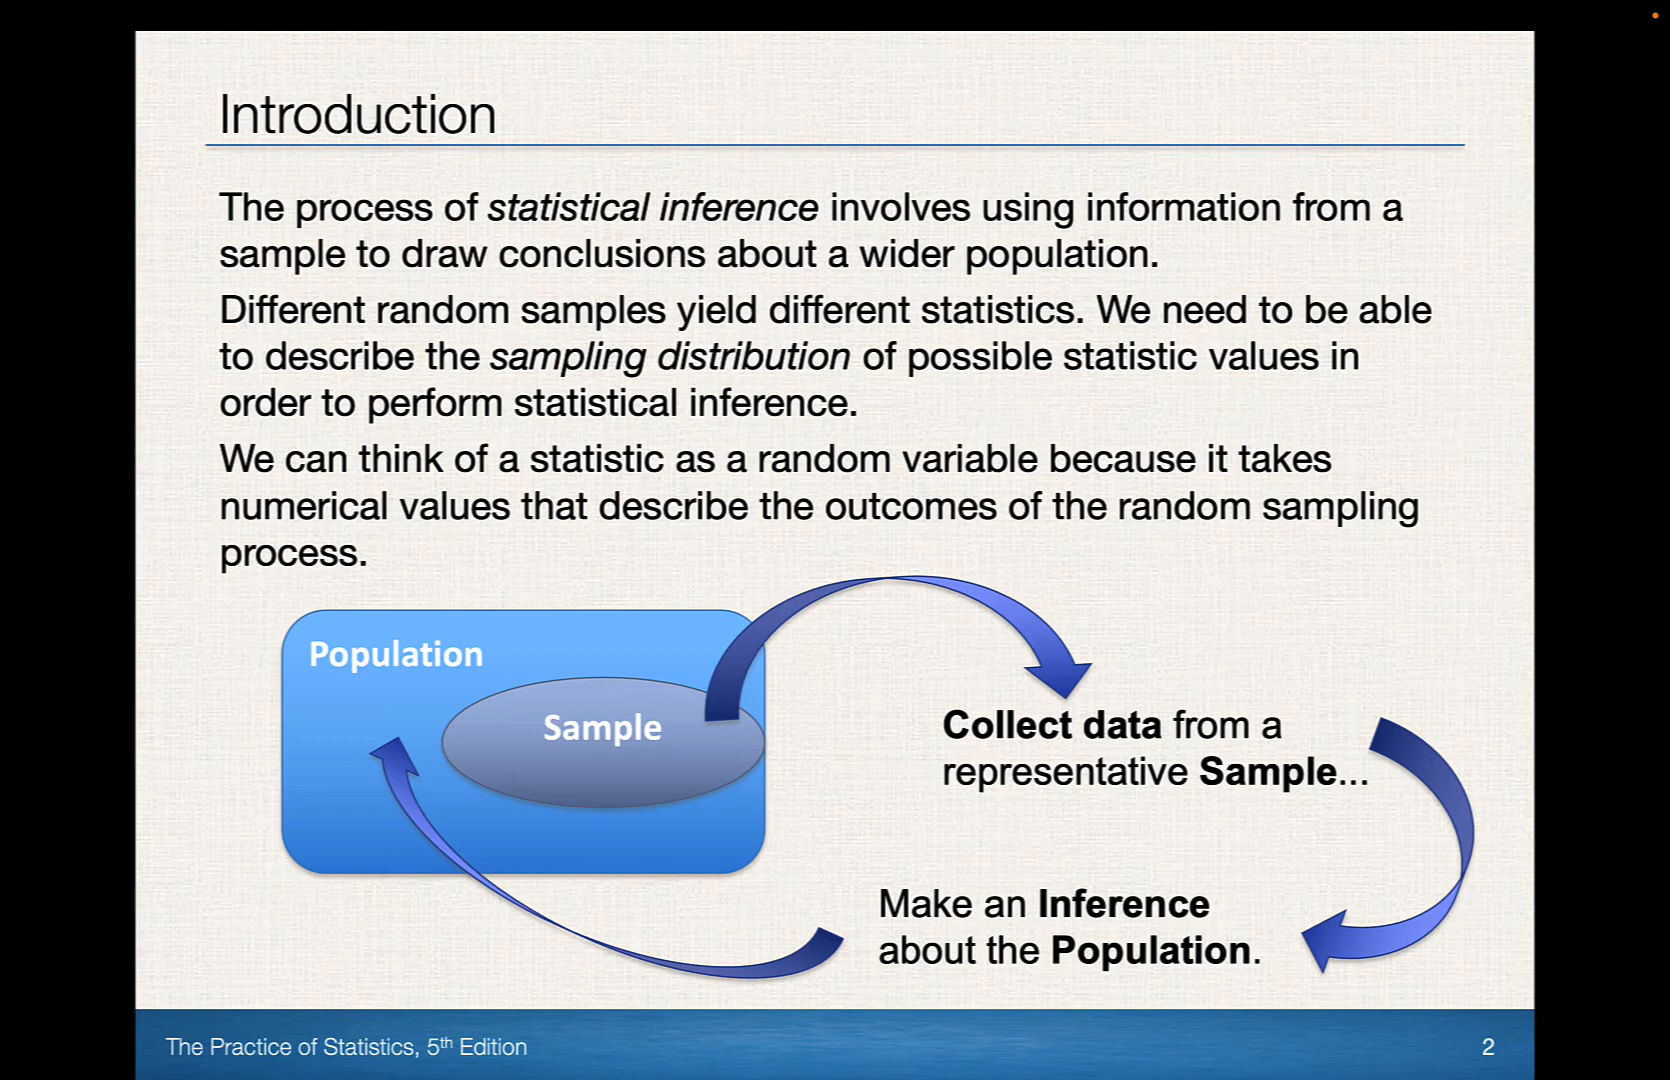 Introduction
The process of statistical inference involves using information from a
sample to draw conclusions about a wider population.
Different random samples yield different statistics. We need to be able
to describe the sampling distribution of possible statistic values in
order to perform statistical inference.
We can think of a statistic as a random variable because it takes
numerical values that describe the outcomes of the random sampling
process.
Population
Sample
Collect data from a
representative Sample...
Make an Inference
about the Population.
The Practice of Statistics, 5th Edition
2